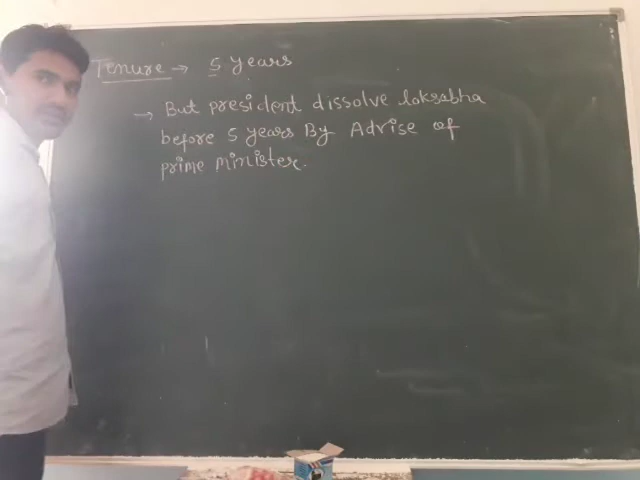 Tenure → 5 years
→ But president dissolve loksabha
before 5 years By Advise of
prime minister.